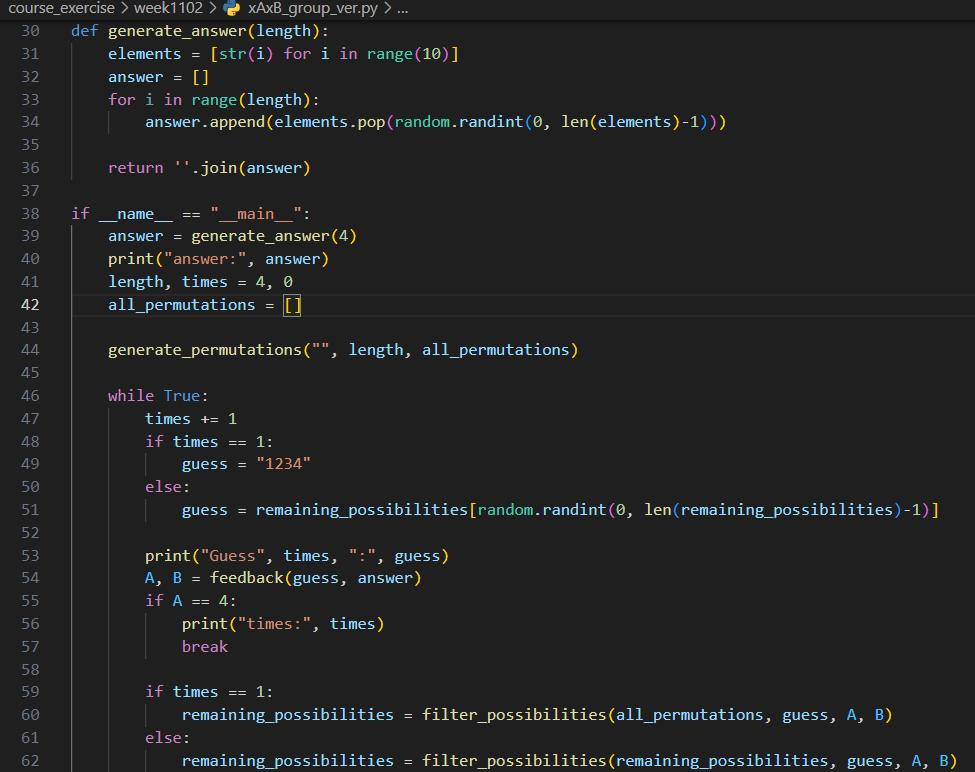 course_exercise > week1102 > xAxB_group_ver.py > ...
30 def generate_answer(length):
31     elements = [str(i) for i in range(10)]
32     answer = []
33     for i in range(length):
34         answer.append(elements.pop(random.randint(0, len(elements)-1)))
35
36     return ''.join(answer)
37
38 if __name__ == "__main__":
39     answer = generate_answer(4)
40     print("answer:", answer)
41     length, times = 4, 0
42     all_permutations = []
43
44     generate_permutations("", length, all_permutations)
45
46     while True:
47         times += 1
48         if times == 1:
49             guess = "1234"
50         else:
51             guess = remaining_possibilities[random.randint(0, len(remaining_possibilities)-1)]
52
53         print("Guess", times, ":", guess)
54         A, B = feedback(guess, answer)
55         if A == 4:
56             print("times:", times)
57             break
58
59         if times == 1:
60             remaining_possibilities = filter_possibilities(all_permutations, guess, A, B)
61         else:
62             remaining_possibilities = filter_possibilities(remaining_possibilities, guess, A, B)